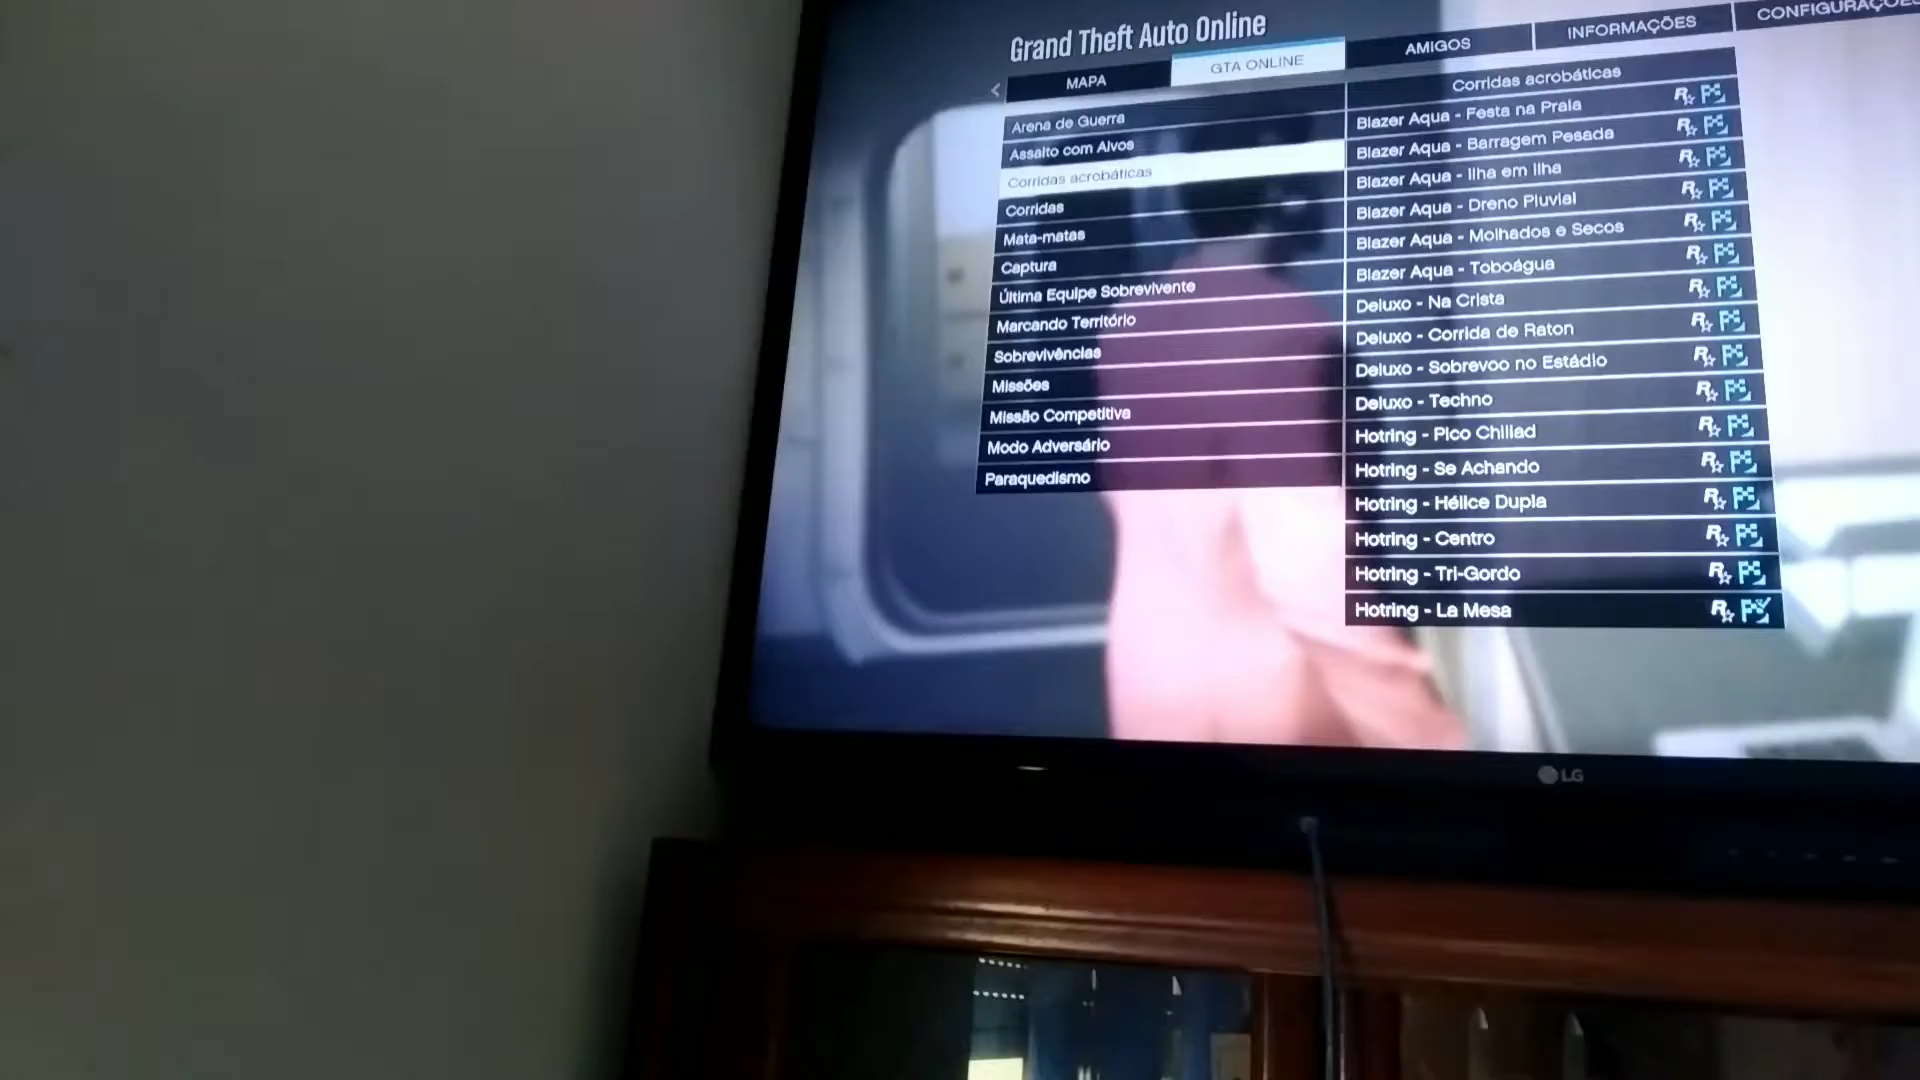 Grand Theft Auto Online
MAPA
GTA ONLINE
AMIGOS
INFORMAÇÕES
Arena de Guerra
Assalto com Alvos
Corridas acrobáticas
Corridas
Mata-matas
Captura
Última Equipe Sobrevivente
Marcando Território
Sobrevivências
Missões
Missão Competitiva
Modo Adversário
Paraquedismo
Corridas acrobáticas
Blazer Aqua - Festa na Praia
Blazer Aqua - Barragem Pesada
Blazer Aqua - Ilha em Ilha
Blazer Aqua - Dreno Pluvial
Blazer Aqua - Molhados e Secos
Blazer Aqua - Toboágua
Deluxo - Na Crista
Deluxo - Corrida de Raton
Deluxo - Sobrevoo no Estádio
Deluxo - Techno
Hotring - Pico Chiliad
Hotring - Se Achando
Hotring - Hélice Dupla
Hotring - Centro
Hotring - Tri-Gordo
Hotring - La Mesa
LG